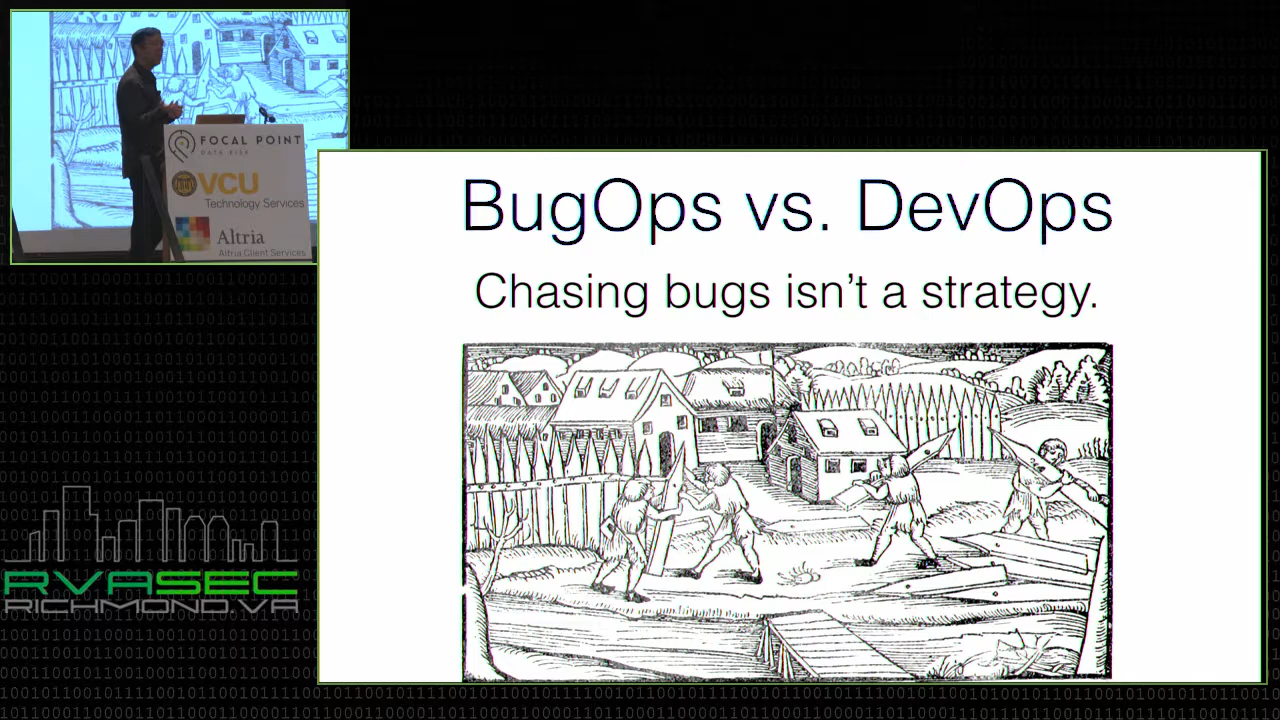 FOCAL POINT
DATA RISK
VCU
Technology Services
Altria
Altria Client Services
BugOps vs. DevOps
Chasing bugs isn't a strategy.
RVASEC
RICHMOND.VA